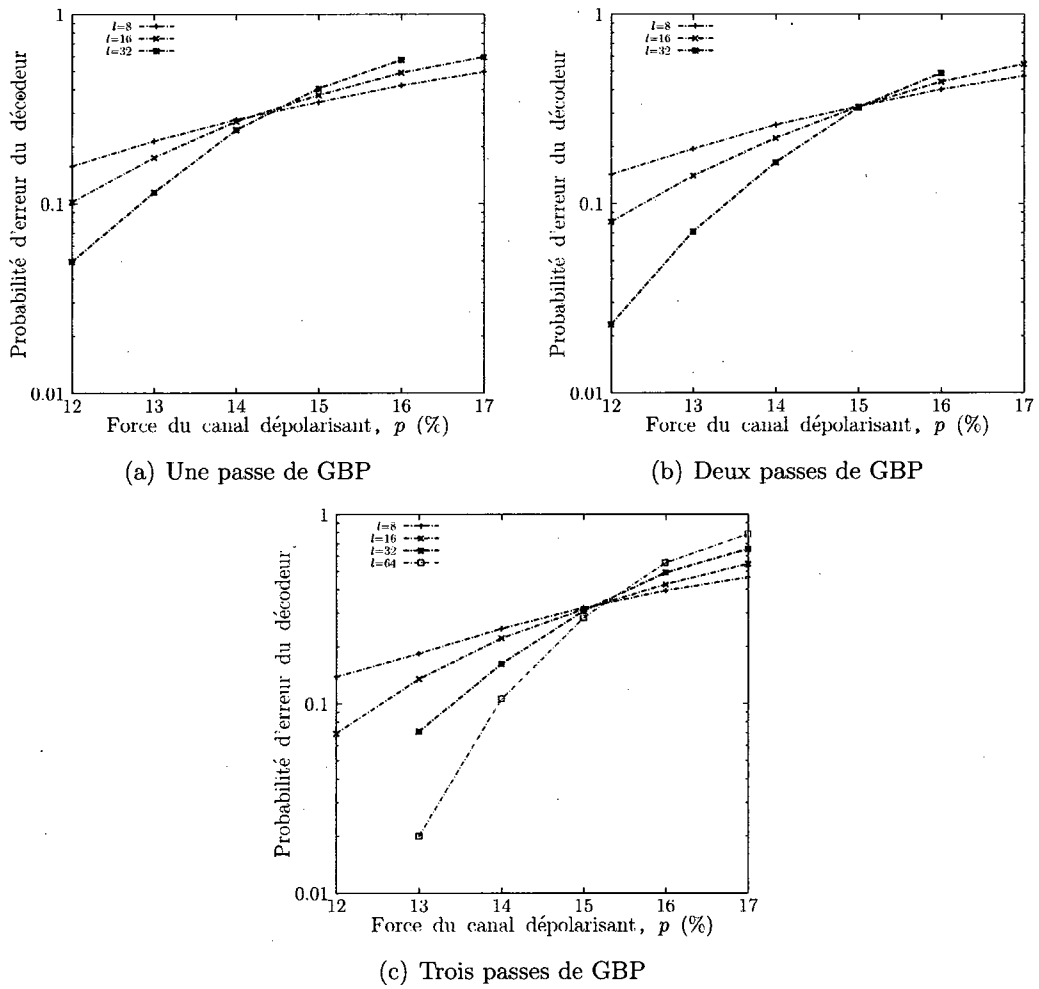 Probabilité d'erreur du décodeur
1
0.1
0.01
l=8
l=16
l=32
12 13 14 15 16 17
Force du canal dépolarisant, p (%)
(a) Une passe de GBP
Probabilité d'erreur du décodeur
1
0.1
0.01
l=8
l=16
l=32
12 13 14 15 16 17
Force du canal dépolarisant, p (%)
(b) Deux passes de GBP
Probabilité d'erreur du décodeur
1
0.1
0.01
l=8
l=16
l=32
l=64
12 13 14 15 16 17
Force du canal dépolarisant, p (%)
(c) Trois passes de GBP